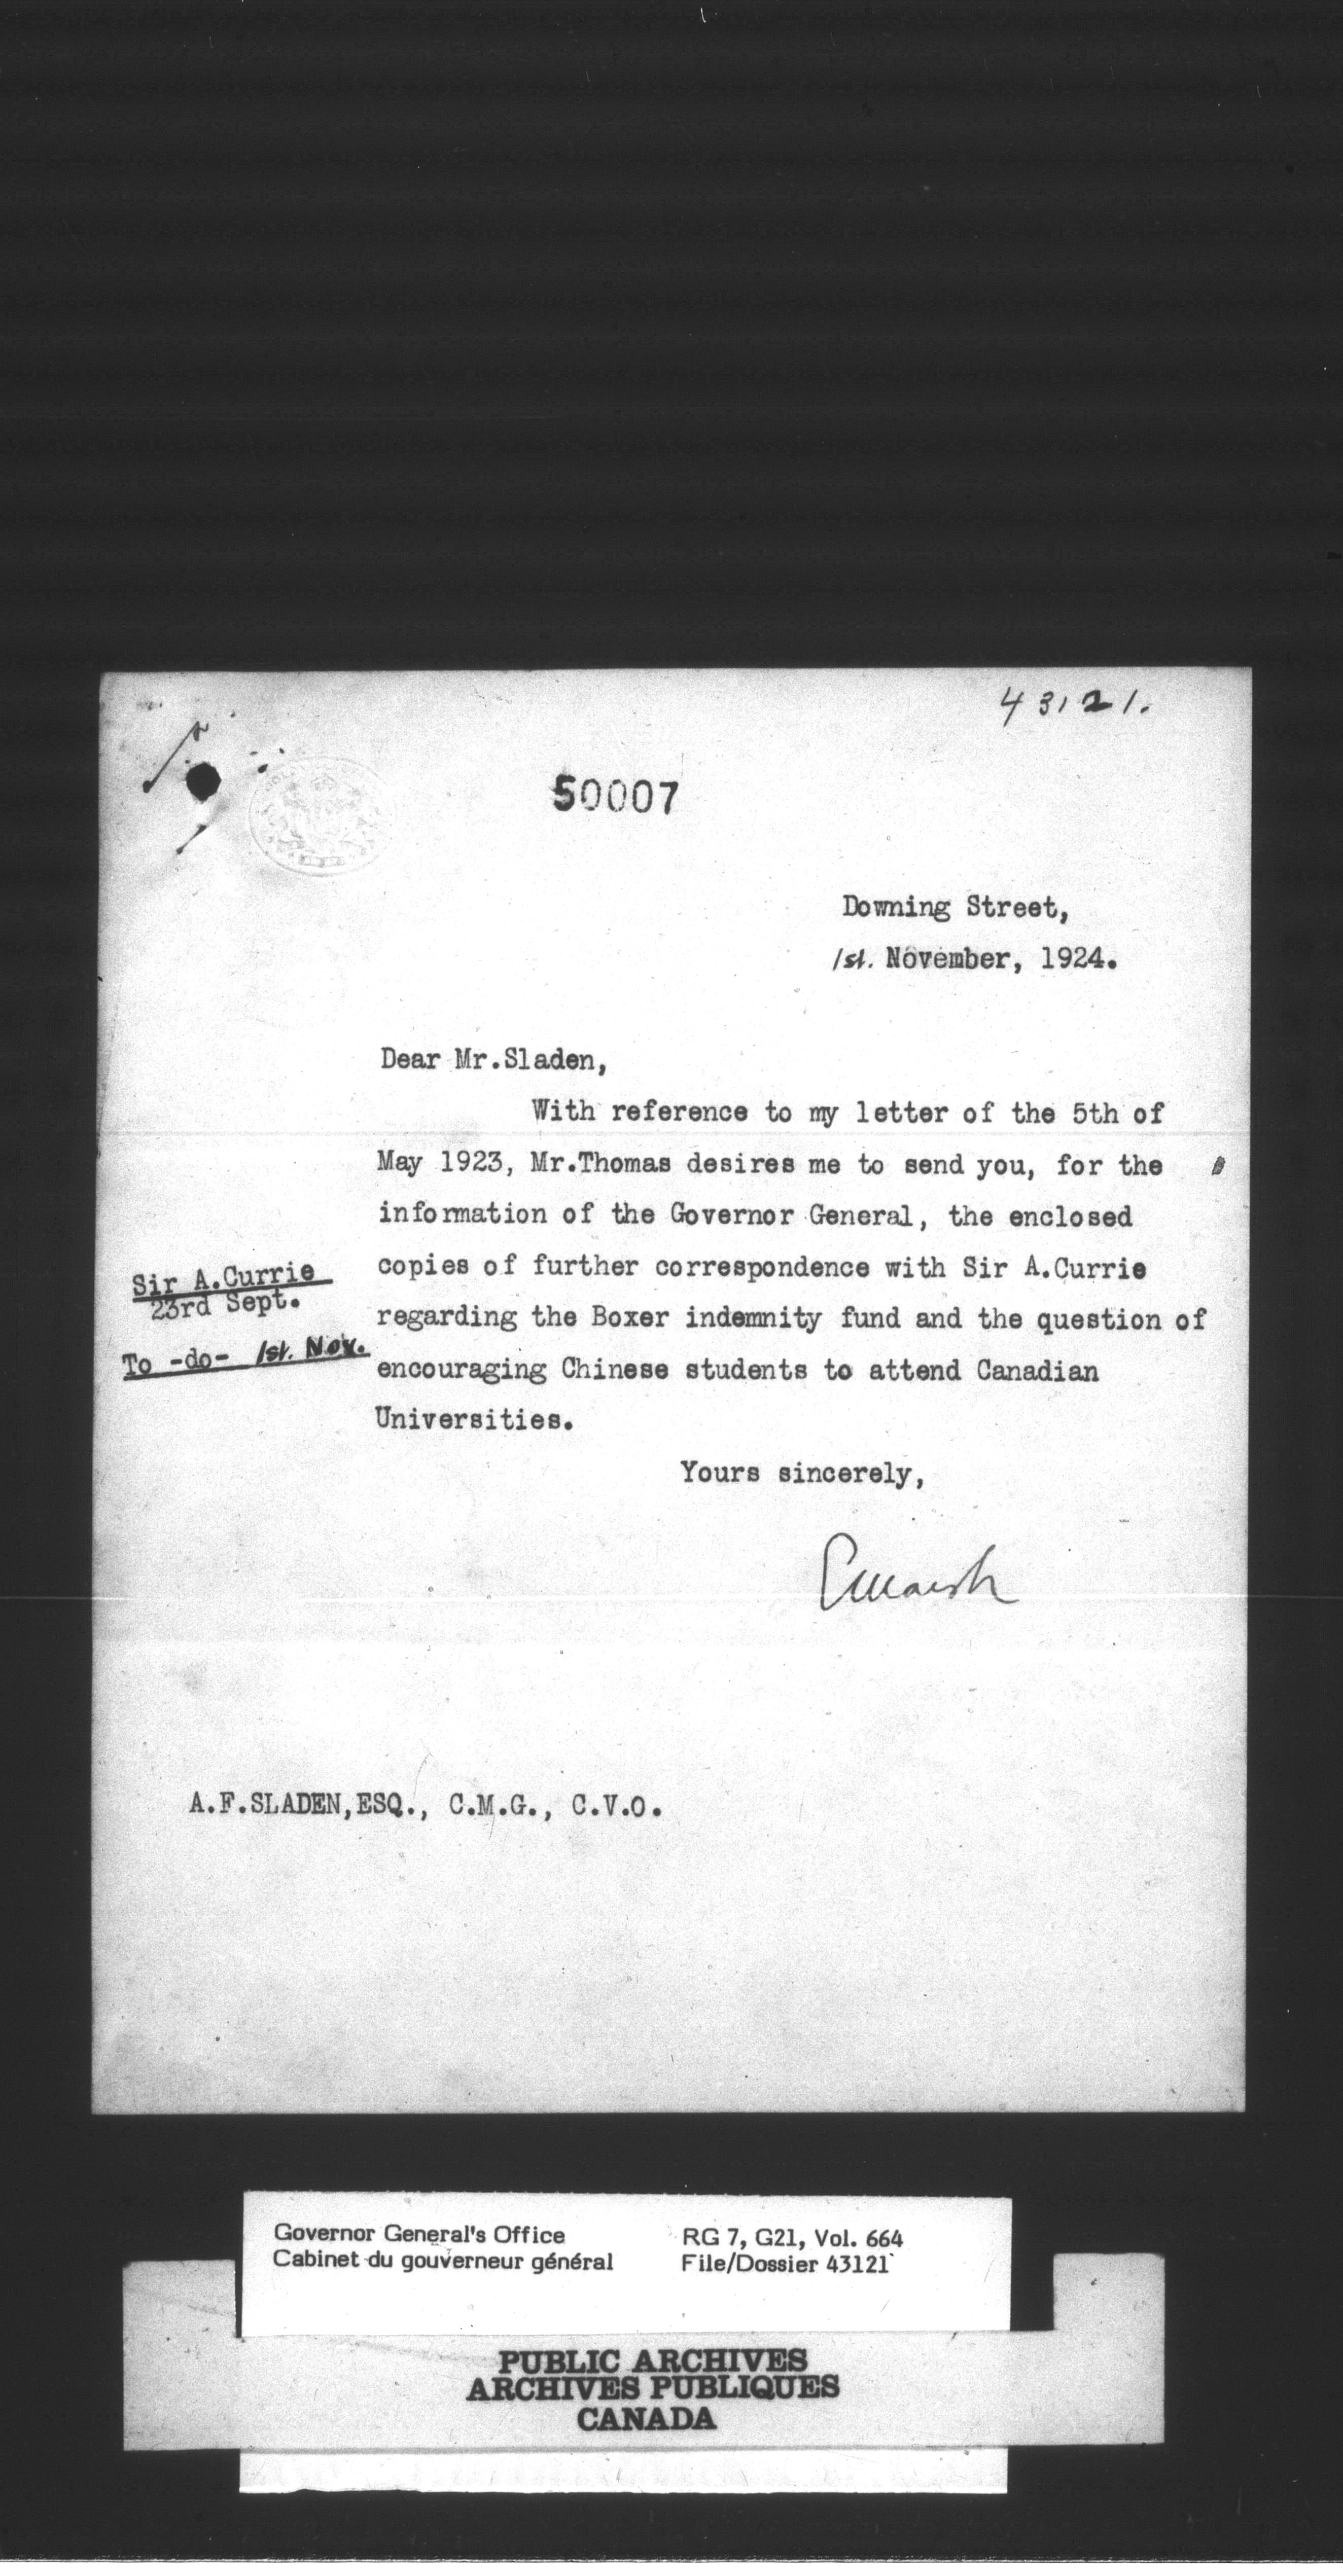 43121.
50007
Downing Street,
1st. November, 1924.
Dear Mr.Sladen,
With reference to my letter of the 5th of
May 1923, Mr.Thomas desires me to send you, for the
information of the Governor General, the enclosed
copies of further correspondence with Sir A.Currie
regarding the Boxer indemnity fund and the question of
encouraging Chinese students to attend Canadian
Universities.
Sir A.Currie
23rd Sept.
To -do- 1st. Nov.
Yours sincerely,
EMarsh
A.F.SLADEN,ESQ., C.M.G., C.V.O.
Governor General's Office
Cabinet du gouverneur général
RG 7, G21, Vol. 664
File/Dossier 43121
PUBLIC ARCHIVES
ARCHIVES PUBLIQUES
CANADA